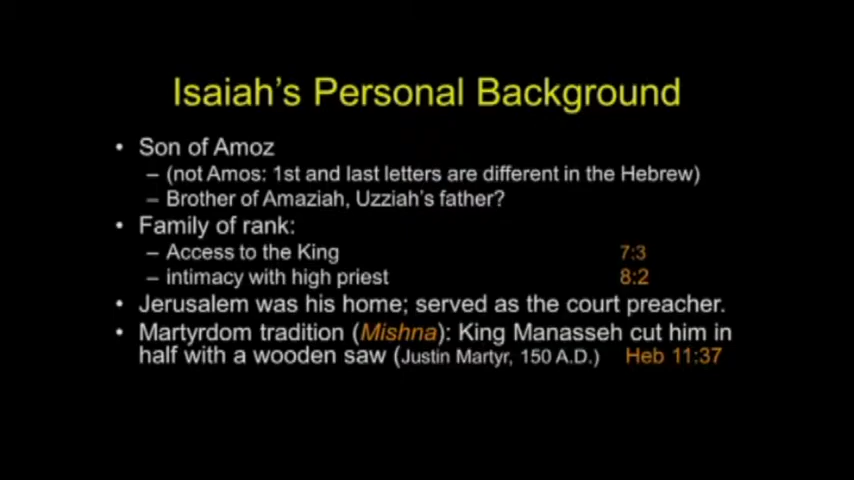 Isaiah's Personal Background
• Son of Amoz
– (not Amos: 1st and last letters are different in the Hebrew)
– Brother of Amaziah, Uzziah's father?
• Family of rank:
– Access to the King 7:3
– intimacy with high priest 8:2
• Jerusalem was his home; served as the court preacher.
• Martyrdom tradition (Mishna): King Manasseh cut him in
half with a wooden saw (Justin Martyr, 150 A.D.) Heb 11:37